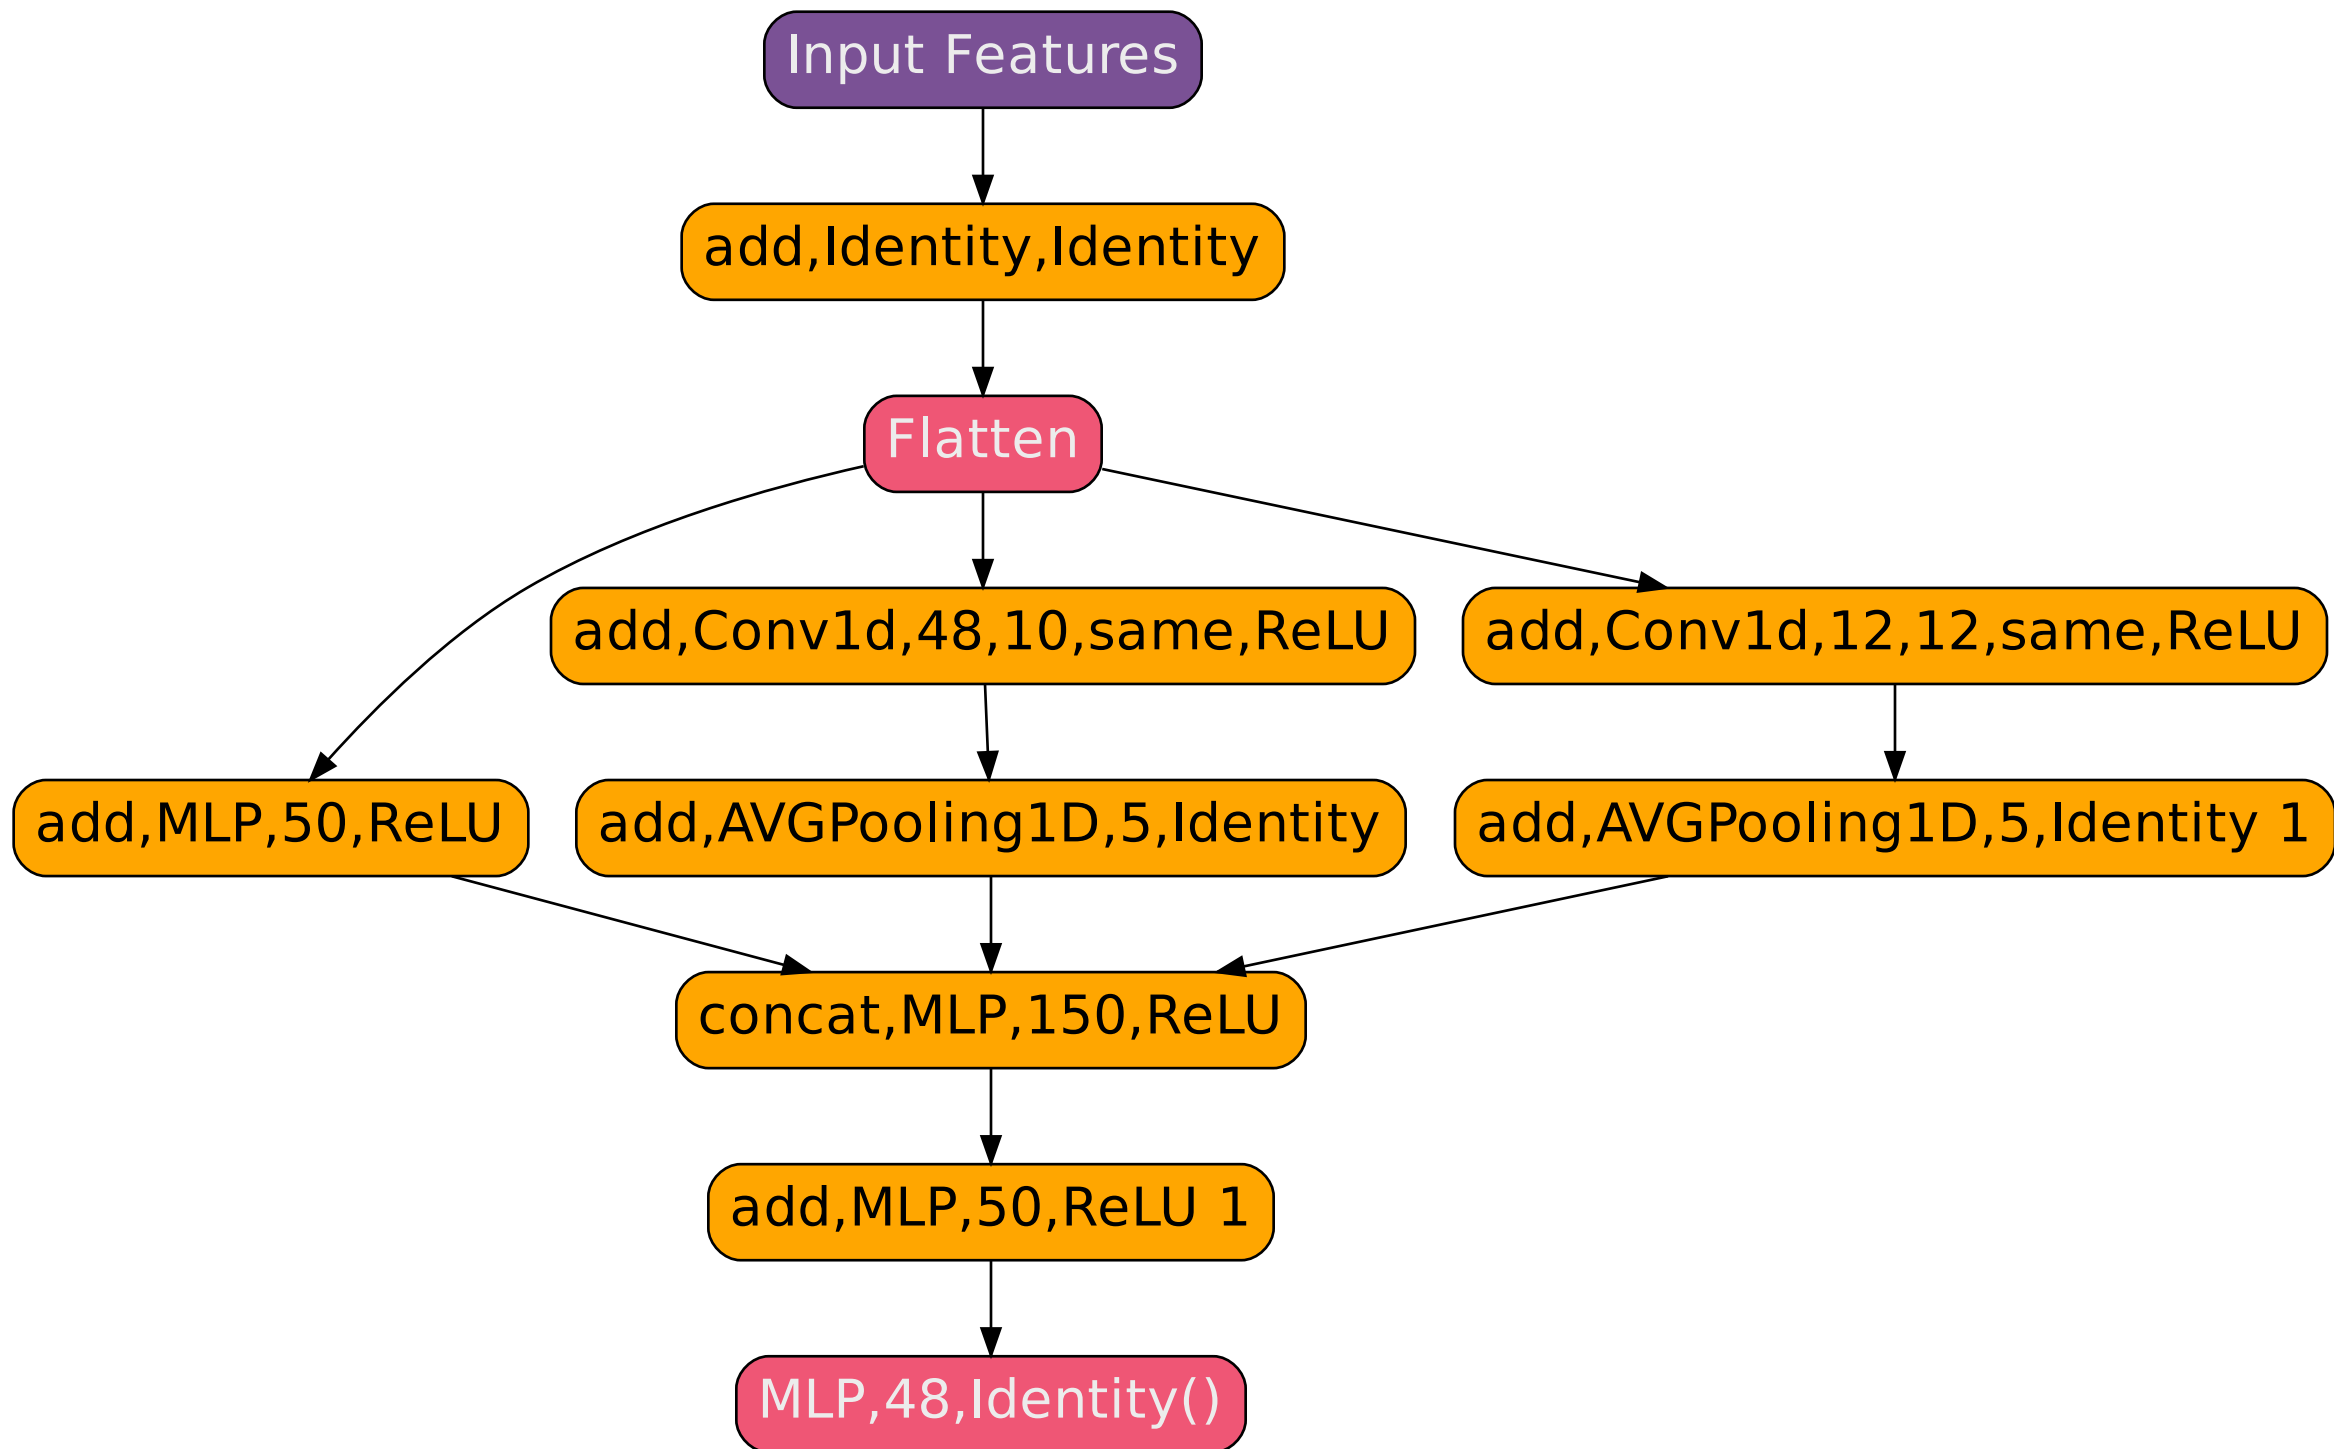 Input Features
add,Identity,Identity
Flatten
add,Conv1d,48,10,same,ReLU
add,Conv1d,12,12,same,ReLU
add,MLP,50,ReLU
add,AVGPooling1D,5,Identity
add,AVGPooling1D,5,Identity 1
concat,MLP,150,ReLU
add,MLP,50,ReLU 1
MLP,48,Identity()